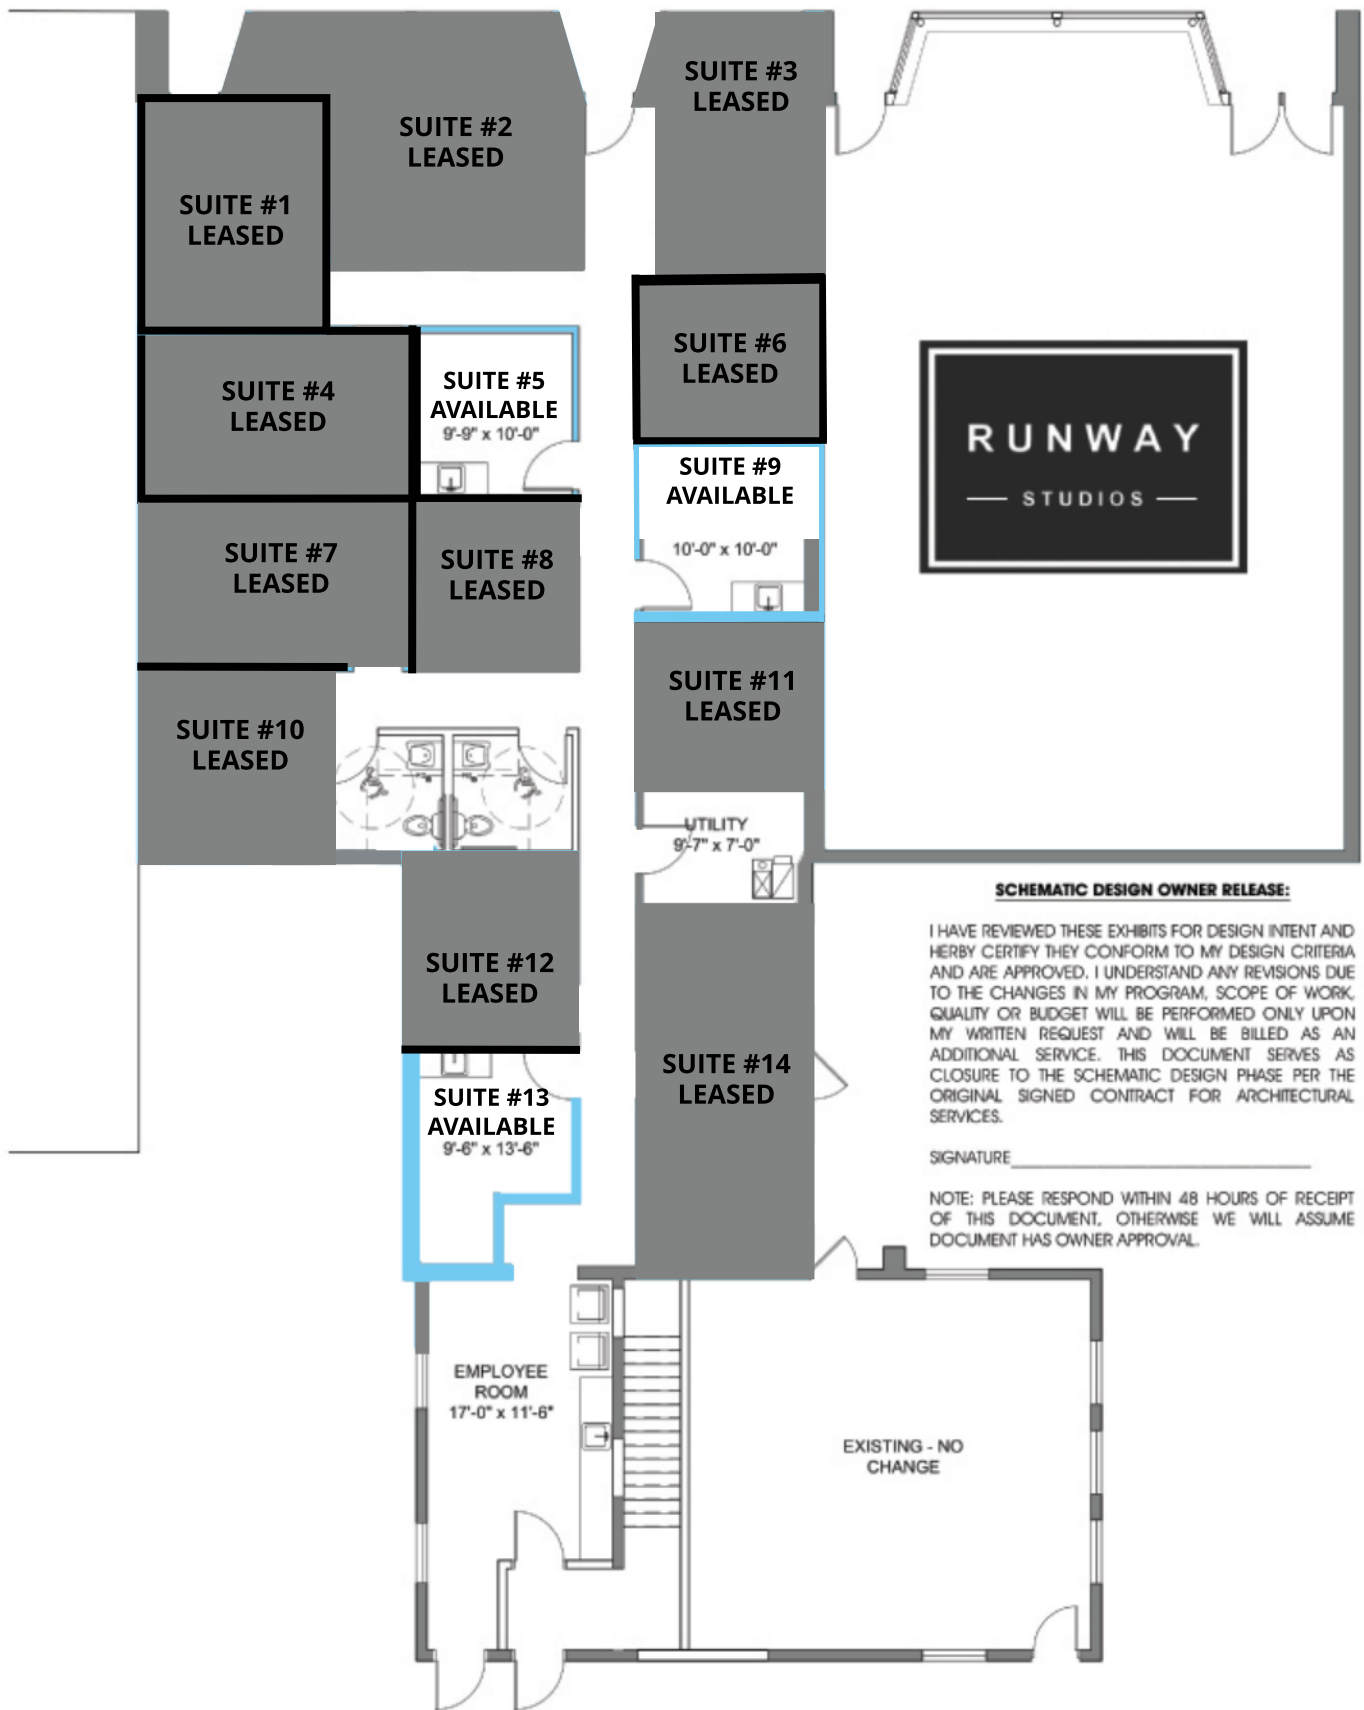 SUITE #3
LEASED
SUITE #2
LEASED
SUITE #1
LEASED
SUITE #6
LEASED
SUITE #4
LEASED
SUITE #5
AVAILABLE
9'-9" x 10'-0"
RUNWAY
STUDIOS
SUITE #9
AVAILABLE
10'-0" x 10'-0"
SUITE #7
LEASED
SUITE #8
LEASED
SUITE #11
LEASED
SUITE #10
LEASED
UTILITY
9'-7" x 7'-0"
SCHEMATIC DESIGN OWNER RELEASE:
I HAVE REVIEWED THESE EXHIBITS FOR DESIGN INTENT AND
HERBY CERTIFY THEY CONFORM TO MY DESIGN CRITERIA
AND ARE APPROVED. I UNDERSTAND ANY REVISIONS DUE
TO THE CHANGES IN MY PROGRAM, SCOPE OF WORK,
QUALITY OR BUDGET WILL BE PERFORMED ONLY UPON
MY WRITTEN REQUEST AND WILL BE BILLED AS AN
ADDITIONAL SERVICE. THIS DOCUMENT SERVES AS
CLOSURE TO THE SCHEMATIC DESIGN PHASE PER THE
ORIGINAL SIGNED CONTRACT FOR ARCHITECTURAL
SERVICES.
SIGNATURE
NOTE: PLEASE RESPOND WITHIN 48 HOURS OF RECEIPT
OF THIS DOCUMENT, OTHERWISE WE WILL ASSUME
DOCUMENT HAS OWNER APPROVAL.
SUITE #12
LEASED
SUITE #14
LEASED
SUITE #13
AVAILABLE
9'-6" x 13'-6"
EMPLOYEE
ROOM
17'-0" x 11'-6"
EXISTING - NO
CHANGE